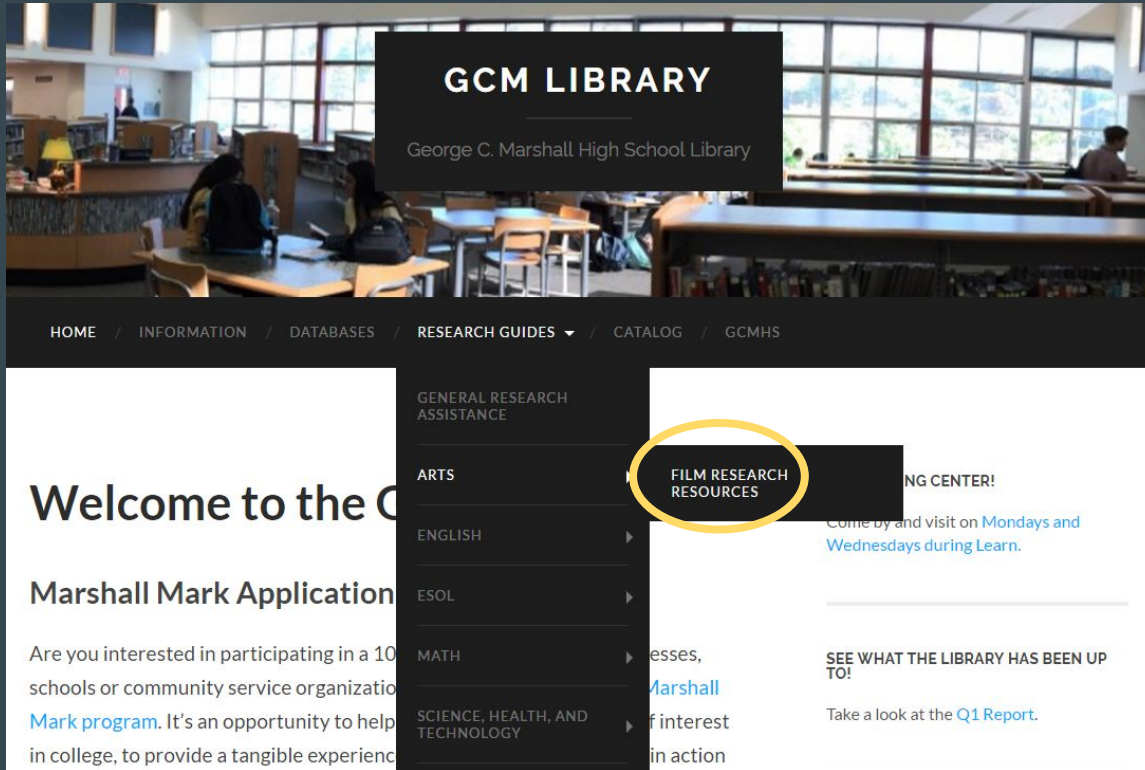 GCM LIBRARY
George C. Marshall High School Library
HOME / INFORMATION / DATABASES / RESEARCH GUIDES / CATALOG / GCMHS
GENERAL RESEARCH
ASSISTANCE
ARTS
FILM RESEARCH
RESOURCES
ENGLISH
ESOL
MATH
SCIENCE, HEALTH, AND
TECHNOLOGY
Welcome to the
Marshall Mark Application
Are you interested in participating in a 10
esses,
schools or community service organizatio
Marshall
Mark program. It's an opportunity to help
f interest
in college, to provide a tangible experienc
in action
NG CENTER!
Come by and visit on Mondays and
Wednesdays during Learn.
SEE WHAT THE LIBRARY HAS BEEN UP
TO!
Take a look at the Q1 Report.